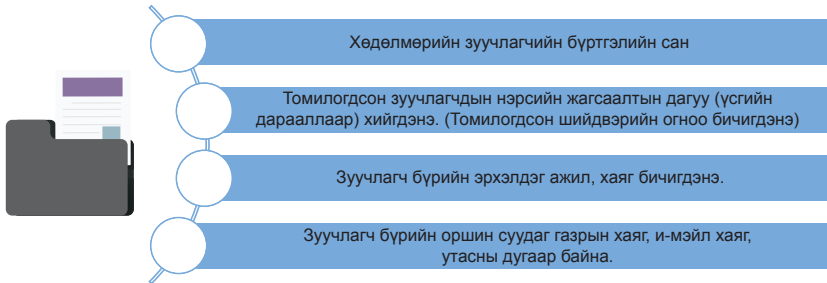 Хөдөлмөрийн зуучлагчийн бүртгэлийн сан
Томилогдсон зуучлагчдын нэрсийн жагсаалтын дагуу (үсгийн
дарааллаар) хийгдэнэ. (Томилогдсон шийдвэрийн огноо бичигдэнэ)
Зуучлагч бүрийн эрхэлдэг ажил, хаяг бичигдэнэ.
Зуучлагч бүрийн оршин суудаг газрын хаяг, и-мэйл хаяг,
утасны дугаар байна.